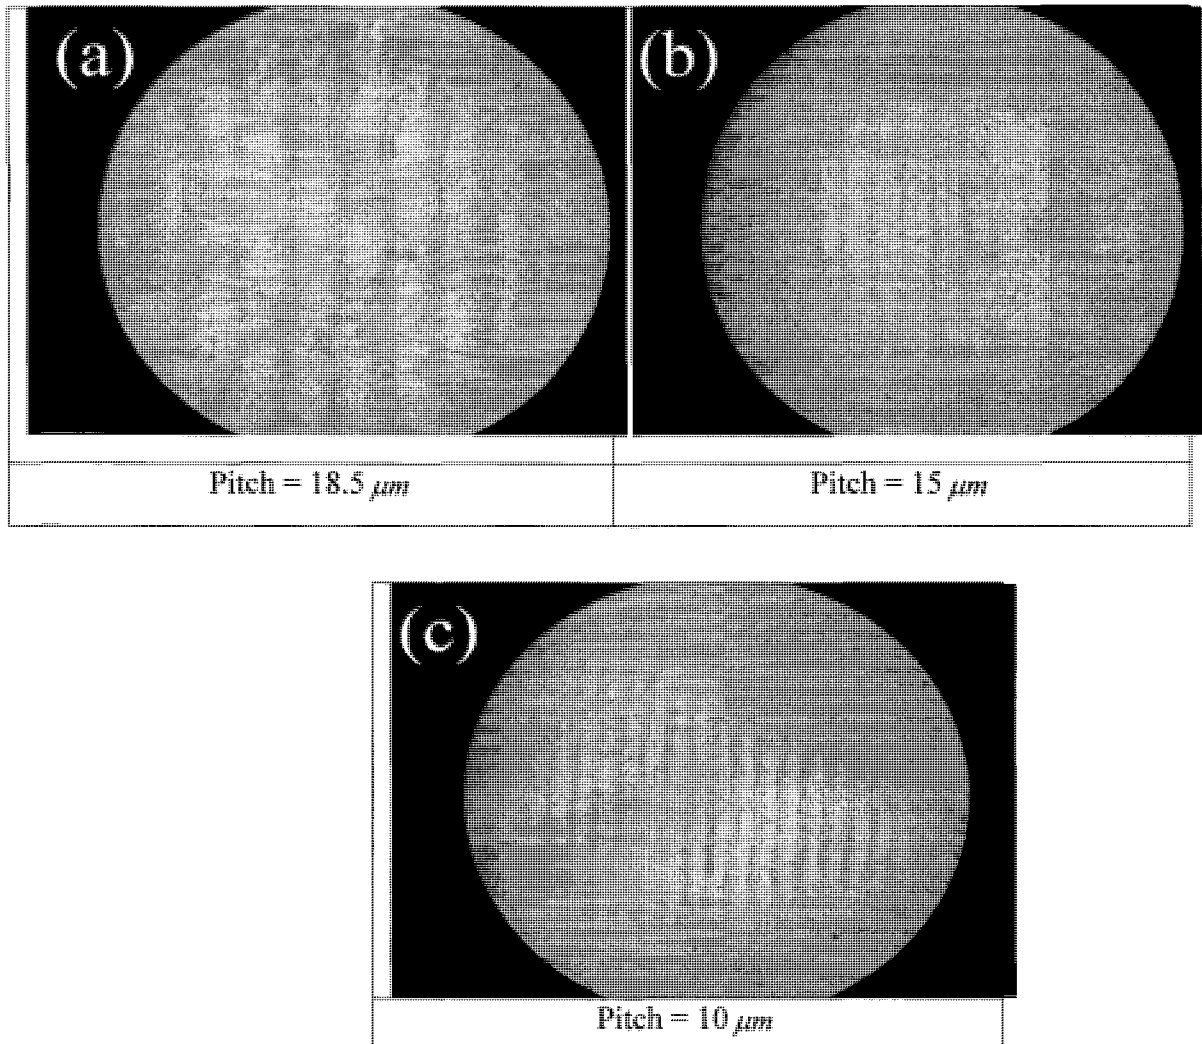 (a)
(b)
Pitch = 18.5 μm
Pitch = 15 μm
(c)
Pitch = 10 μm